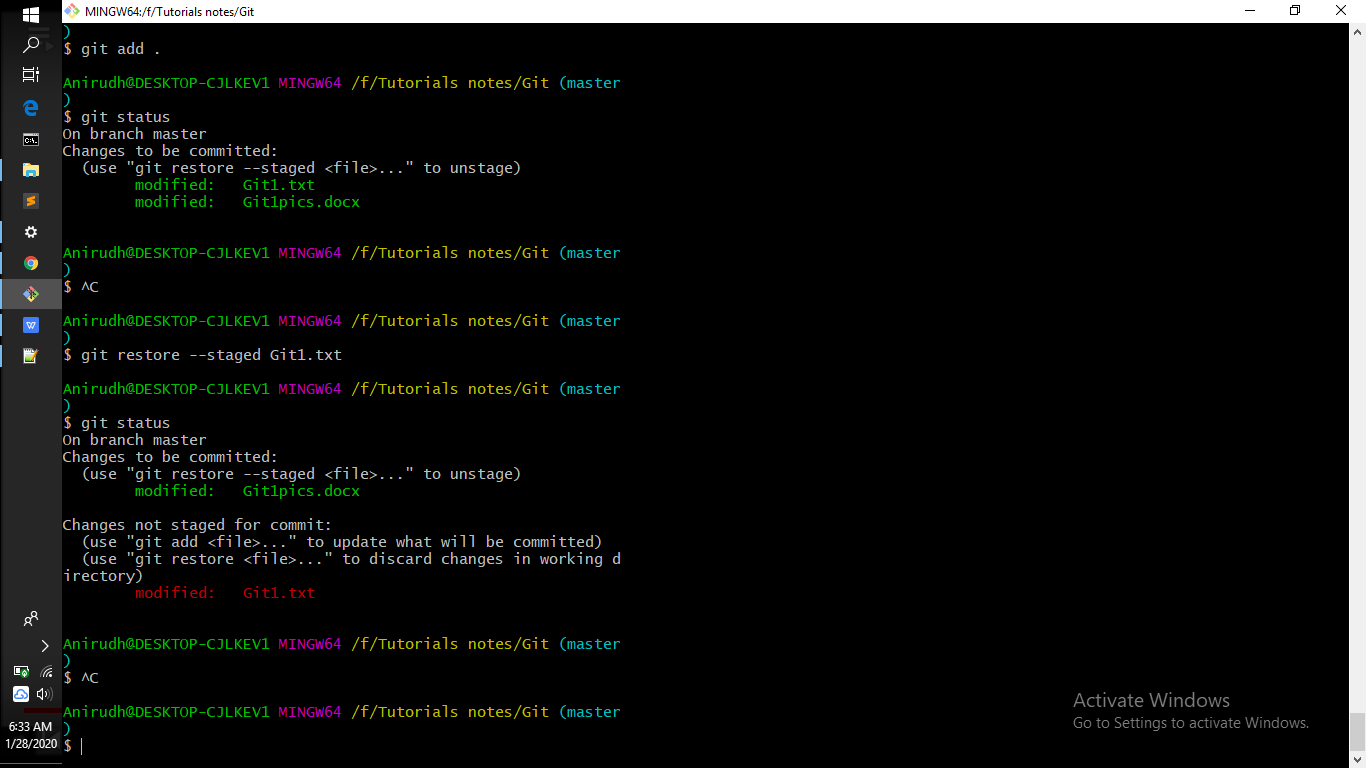 MINGW64:/f/Tutorials notes/Git
)
$ git add .
Anirudh@DESKTOP-CJLKEV1 MINGW64 /f/Tutorials notes/Git (master
)
$ git status
On branch master
Changes to be committed:
(use "git restore --staged <file>..." to unstage)
modified: Git1.txt
modified: Git1pics.docx
Anirudh@DESKTOP-CJLKEV1 MINGW64 /f/Tutorials notes/Git (master
)
$ ^C
Anirudh@DESKTOP-CJLKEV1 MINGW64 /f/Tutorials notes/Git (master
)
$ git restore --staged Git1.txt
Anirudh@DESKTOP-CJLKEV1 MINGW64 /f/Tutorials notes/Git (master
)
$ git status
On branch master
Changes to be committed:
(use "git restore --staged <file>..." to unstage)
modified: Git1pics.docx
Changes not staged for commit:
(use "git add <file>..." to update what will be committed)
(use "git restore <file>..." to discard changes in working d
irectory)
modified: Git1.txt
Anirudh@DESKTOP-CJLKEV1 MINGW64 /f/Tutorials notes/Git (master
)
$ ^C
Anirudh@DESKTOP-CJLKEV1 MINGW64 /f/Tutorials notes/Git (master
)
$
Activate Windows
Go to Settings to activate Windows.
6:33 AM
1/28/2020